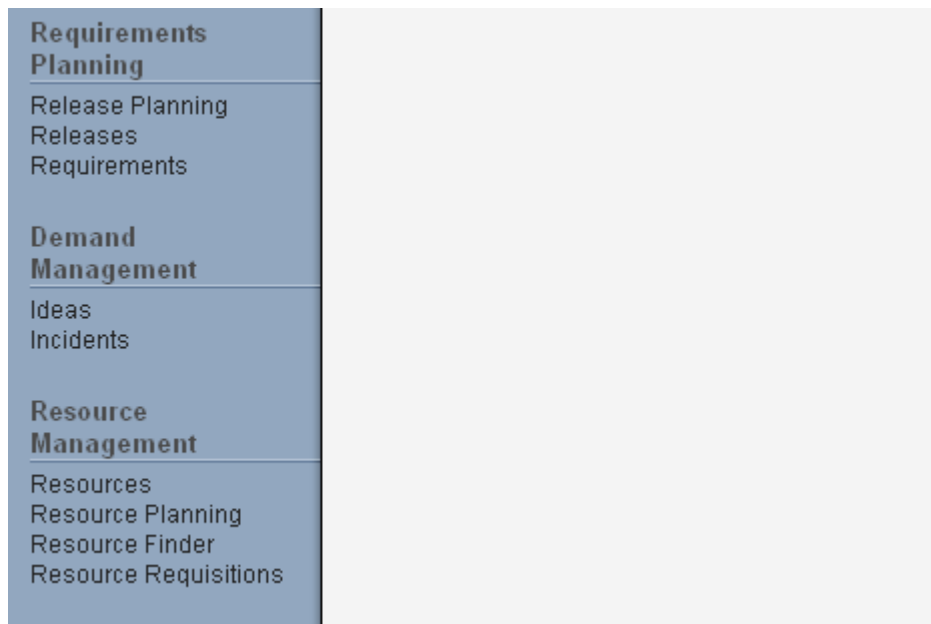 Requirements
Planning
Release Planning
Releases
Requirements
Demand
Management
Ideas
Incidents
Resource
Management
Resources
Resource Planning
Resource Finder
Resource Requisitions